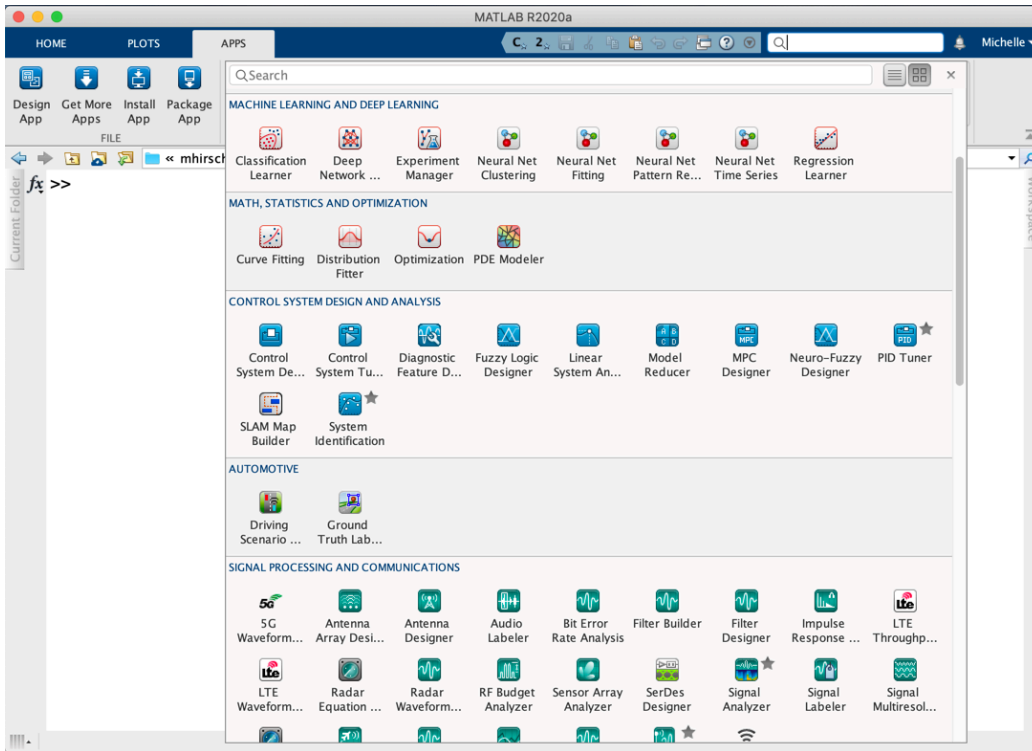 MATLAB R2020a
HOME PLOTS APPS
Michelle
Search
Design App
Get More Apps
Install App
Package App
FILE
« mhirsch
Current Folder
fx >>
MACHINE LEARNING AND DEEP LEARNING
Classification Learner
Deep Network ...
Experiment Manager
Neural Net Clustering
Neural Net Fitting
Neural Net Pattern Re...
Neural Net Time Series
Regression Learner
MATH, STATISTICS AND OPTIMIZATION
Curve Fitting
Distribution Fitter
Optimization
PDE Modeler
CONTROL SYSTEM DESIGN AND ANALYSIS
Control System De...
Control System Tu...
Diagnostic Feature D...
Fuzzy Logic Designer
Linear System An...
Model Reducer
MPC
MPC Designer
Neuro-Fuzzy Designer
PID
PID Tuner
SLAM Map Builder
System Identification
AUTOMOTIVE
Driving Scenario ...
Ground Truth Lab...
SIGNAL PROCESSING AND COMMUNICATIONS
5G
5G Waveform...
Antenna Array Desi...
Antenna Designer
Audio Labeler
Bit Error Rate Analysis
Filter Builder
Filter Designer
Impulse Response ...
LTE
LTE Throughp...
LTE
LTE Waveform...
Radar Equation ...
Radar Waveform...
RF Budget Analyzer
Sensor Array Analyzer
SerDes Designer
Signal Analyzer
Signal Labeler
Signal Multiresol...